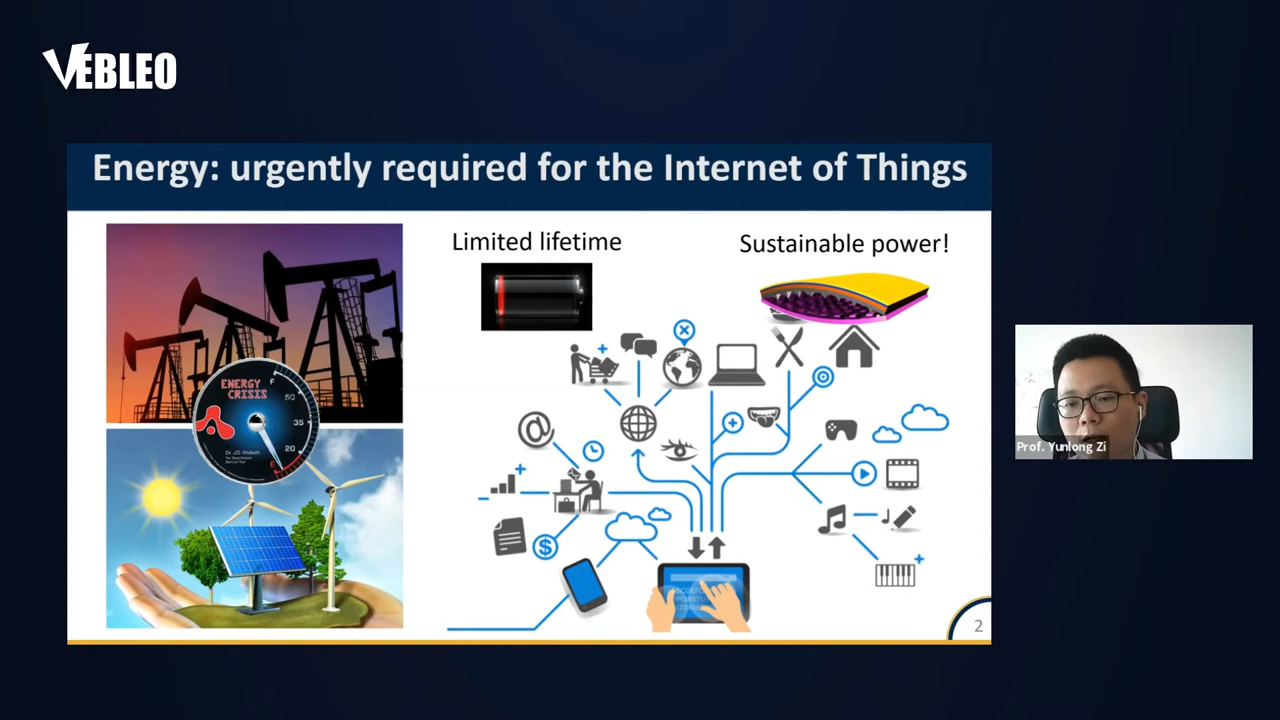 VEBLEO
Energy: urgently required for the Internet of Things
Limited lifetime
Sustainable power!
ENERGY
CRISIS
F
50
35
20
E
@
$
Prof. Yunlong Zi
2